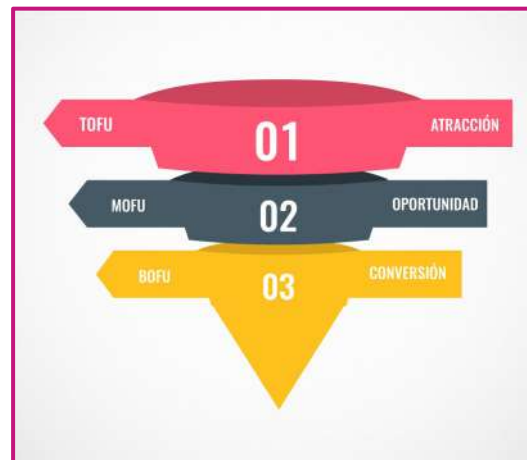 TOFU 01 ATRACCIÓN
MOFU 02 OPORTUNIDAD
BOFU 03 CONVERSIÓN